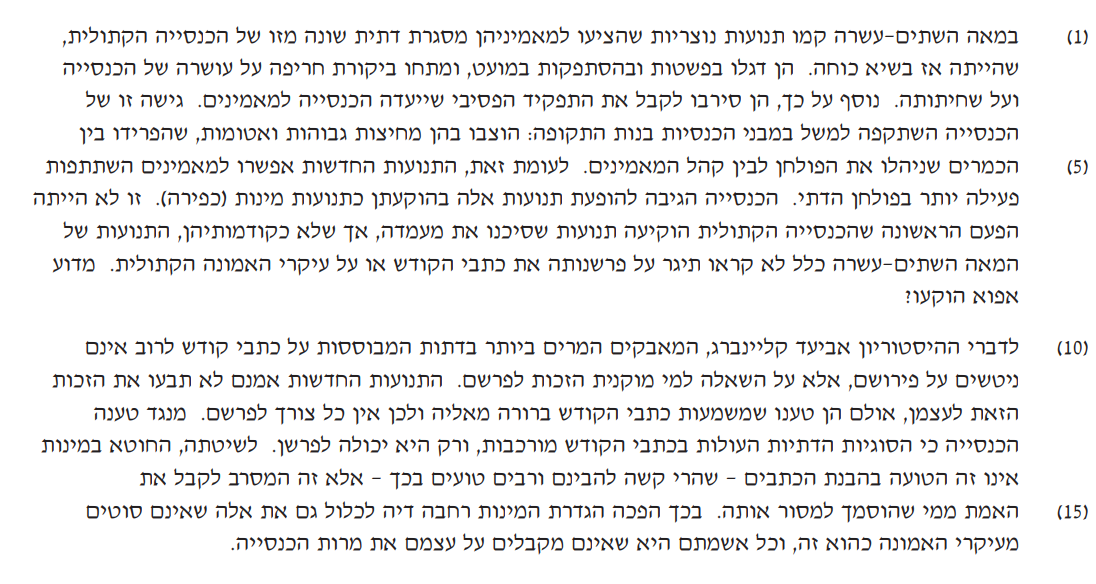 (1) במאה השתים-עשרה קמו תנועות נוצריות שהציעו למאמיניהן מסגרת דתית שונה מזו של הכנסייה הקתולית,
שהייתה אז בשיא כוחה. הן דגלו בפשטות ובהסתפקות במועט, ומתחו ביקורת חריפה על עושרה של הכנסייה
ועל שחיתותה. נוסף על כך, הן סירבו לקבל את התפקיד הפסיבי שייעדה הכנסייה למאמינים. גישה זו של
הכנסייה השתקפה למשל במבני הכנסיות בנות התקופה: הוצבו בהן מחיצות גבוהות ואטומות, שהפרידו בין
(5) הכמרים שניהלו את הפולחן לבין קהל המאמינים. לעומת זאת, התנועות החדשות אפשרו למאמינים השתתפות
פעילה יותר בפולחן הדתי. הכנסייה הגיבה להופעת תנועות אלה בהוקעתן כתנועות מינות (כפירה). זו לא הייתה
הפעם הראשונה שהכנסייה הקתולית הוקיעה תנועות שסיכנו את מעמדה, אך שלא כקודמותיהן, התנועות של
המאה השתים-עשרה כלל לא קראו תיגר על פרשנותה את כתבי הקודש או על עיקרי האמונה הקתולית. מדוע
אפוא הוקעו?
(10) לדברי ההיסטוריון אביעד קליינברג, המאבקים המרים ביותר בדתות המבוססות על כתבי קודש לרוב אינם
ניטשים על פירושם, אלא על השאלה למי מוקנית הזכות לפרשם. התנועות החדשות אמנם לא תבעו את הזכות
הזאת לעצמן, אולם הן טענו שמשמעות כתבי הקודש ברורה מאליה ולכן אין כל צורך לפרשם. מנגד טענה
הכנסייה כי הסוגיות הדתיות העולות בכתבי הקודש מורכבות, ורק היא יכולה לפרשן. לשיטתה, החוטא במינות
אינו זה הטועה בהבנת הכתבים - שהרי קשה להבינם ורבים טועים בכך - אלא זה המסרב לקבל את
(15) האמת ממי שהוסמך למסור אותה. בכך הפכה הגדרת המינות רחבה דיה לכלול גם את אלה שאינם סוטים
מעיקרי האמונה כהוא זה, וכל אשמתם היא שאינם מקבלים על עצמם את מרות הכנסייה.